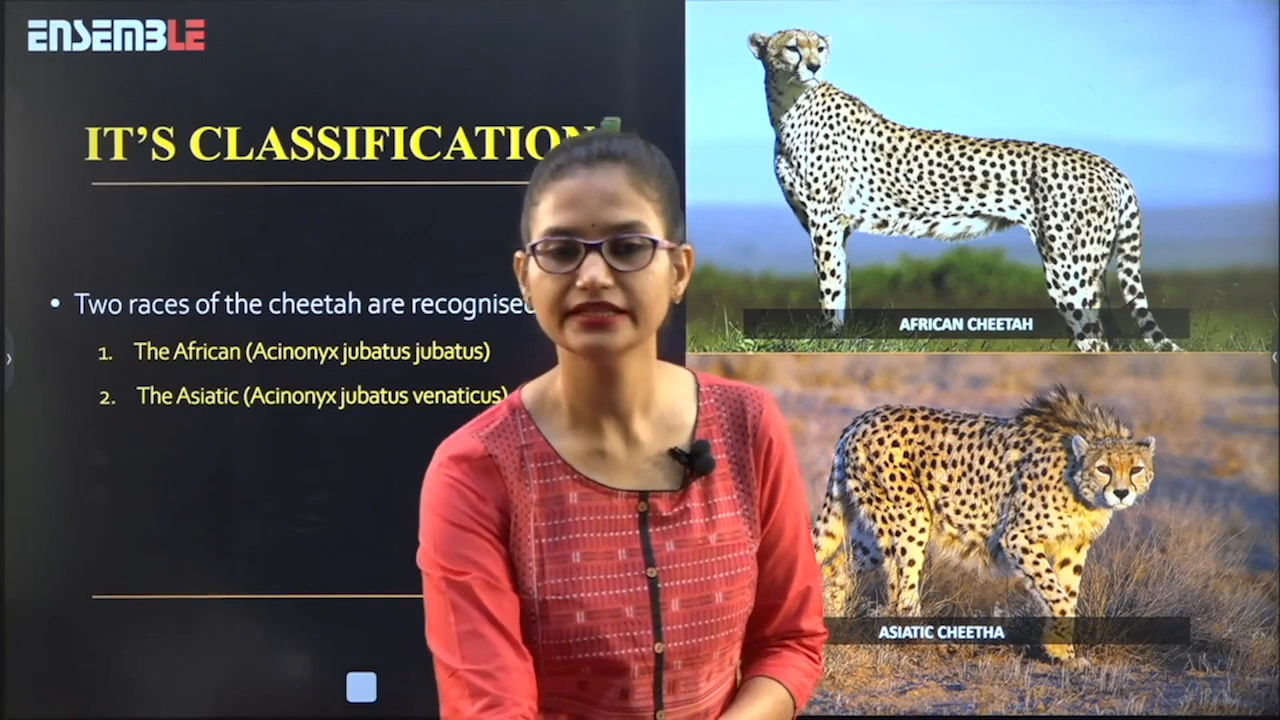 ENSEMBLE
IT’S CLASSIFICATION
• Two races of the cheetah are recognised
1. The African (Acinonyx jubatus jubatus)
2. The Asiatic (Acinonyx jubatus venaticus)
AFRICAN CHEETAH
ASIATIC CHEETHA